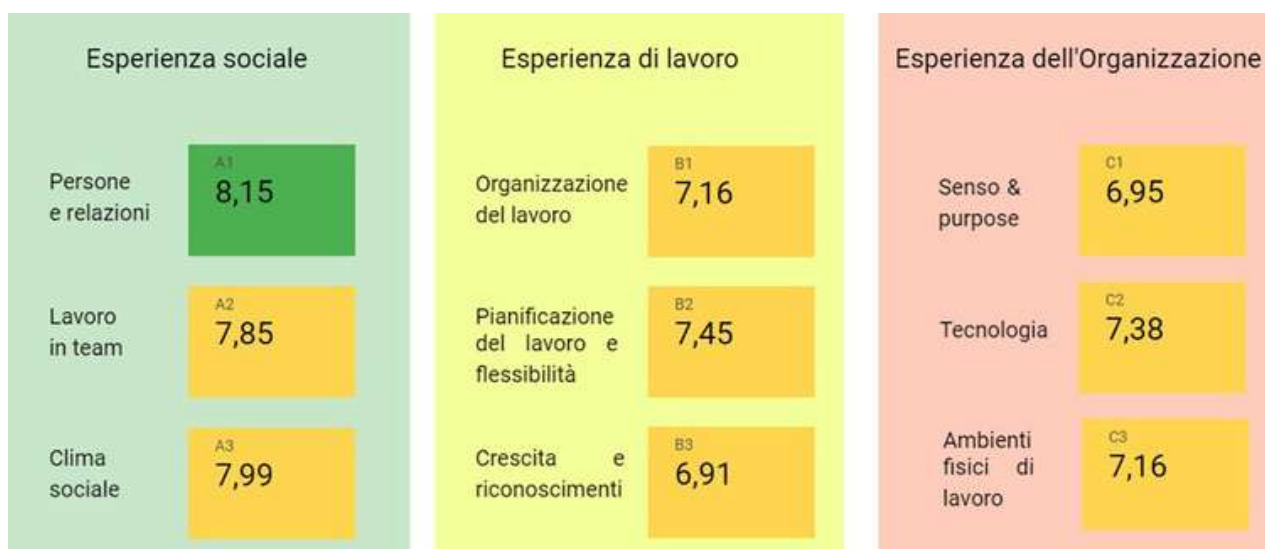 Esperienza sociale
Persone
e relazioni
A1
8,15
Lavoro
in team
A2
7,85
Clima
sociale
A3
7,99
Esperienza di lavoro
Organizzazione
del lavoro
B1
7,16
Pianificazione
del lavoro e
flessibilità
B2
7,45
Crescita e
riconoscimenti
B3
6,91
Esperienza dell'Organizzazione
Senso &
purpose
C1
6,95
Tecnologia
C2
7,38
Ambienti
fisici di
lavoro
C3
7,16